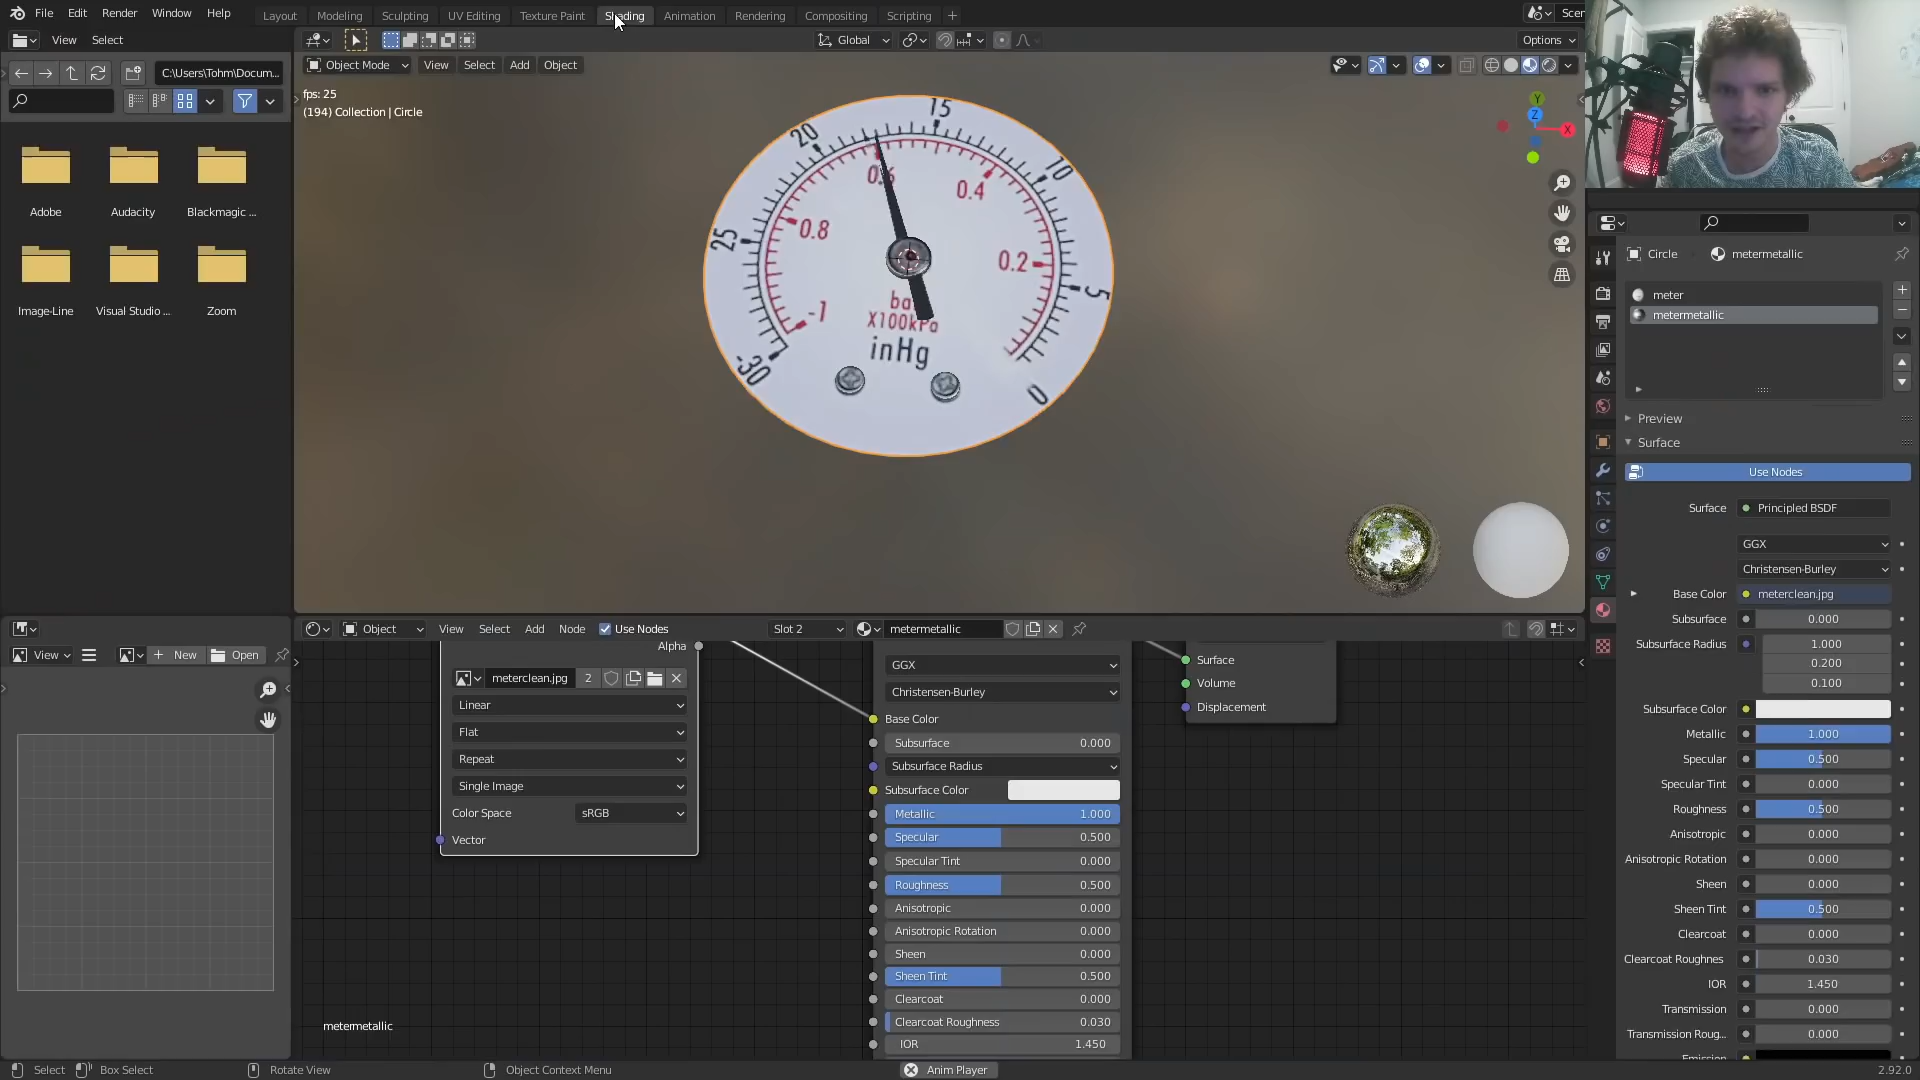 File Edit Render Window Help
Layout Modeling Sculpting UV Editing Texture Paint Shading Animation Rendering Compositing Scripting +
Scen
View Select
Global
Options
C:\Users\Tohm\Docum...
Object Mode View Select Add Object
fps: 25
(194) Collection | Circle
Adobe Audacity Blackmagic ...
Image-Line Visual Studio ... Zoom
Y
Z
X
15
20
10
0.6
0.4
25
0.8
0.2
5
-1
X100kPa
inHg
-30
0
Circle metermetallic
meter
metermetallic
Preview
Surface
Use Nodes
Surface Principled BSDF
GGX
Christensen-Burley
Base Color meterclean.jpg
Subsurface 0.000
Subsurface Radius 1.000
0.200
0.100
Subsurface Color
Metallic 1.000
Specular 0.500
Specular Tint 0.000
Roughness 0.500
Anisotropic 0.000
Anisotropic Rotation 0.000
Sheen 0.000
Sheen Tint 0.500
Clearcoat 0.000
Clearcoat Roughnes 0.030
IOR 1.450
Transmission 0.000
Transmission Roug... 0.000
Emission
Object View Select Add Node Use Nodes Slot 2 metermetallic
View New Open
Alpha
meterclean.jpg 2
Linear
Flat
Repeat
Single Image
Color Space sRGB
Vector
GGX
Christensen-Burley
Base Color
Subsurface 0.000
Subsurface Radius
Subsurface Color
Metallic 1.000
Specular 0.500
Specular Tint 0.000
Roughness 0.500
Anisotropic 0.000
Anisotropic Rotation 0.000
Sheen 0.000
Sheen Tint 0.500
Clearcoat 0.000
Clearcoat Roughness 0.030
IOR 1.450
Surface
Volume
Displacement
metermetallic
Select Box Select Rotate View Object Context Menu Anim Player 2.92.0